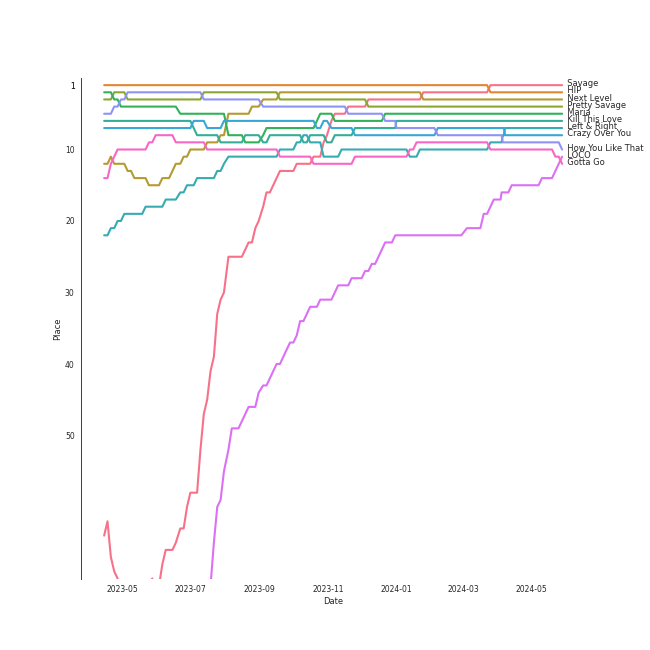 Savage
HIP
Next Level
Pretty Savage
Maria
Kill This Love
Left & Right
Crazy Over You
How You Like That
LOCO
Gotta Go
1
10
20
30
40
50
Place
2023-05
2023-07
2023-09
2023-11
2024-01
2024-03
2024-05
Date